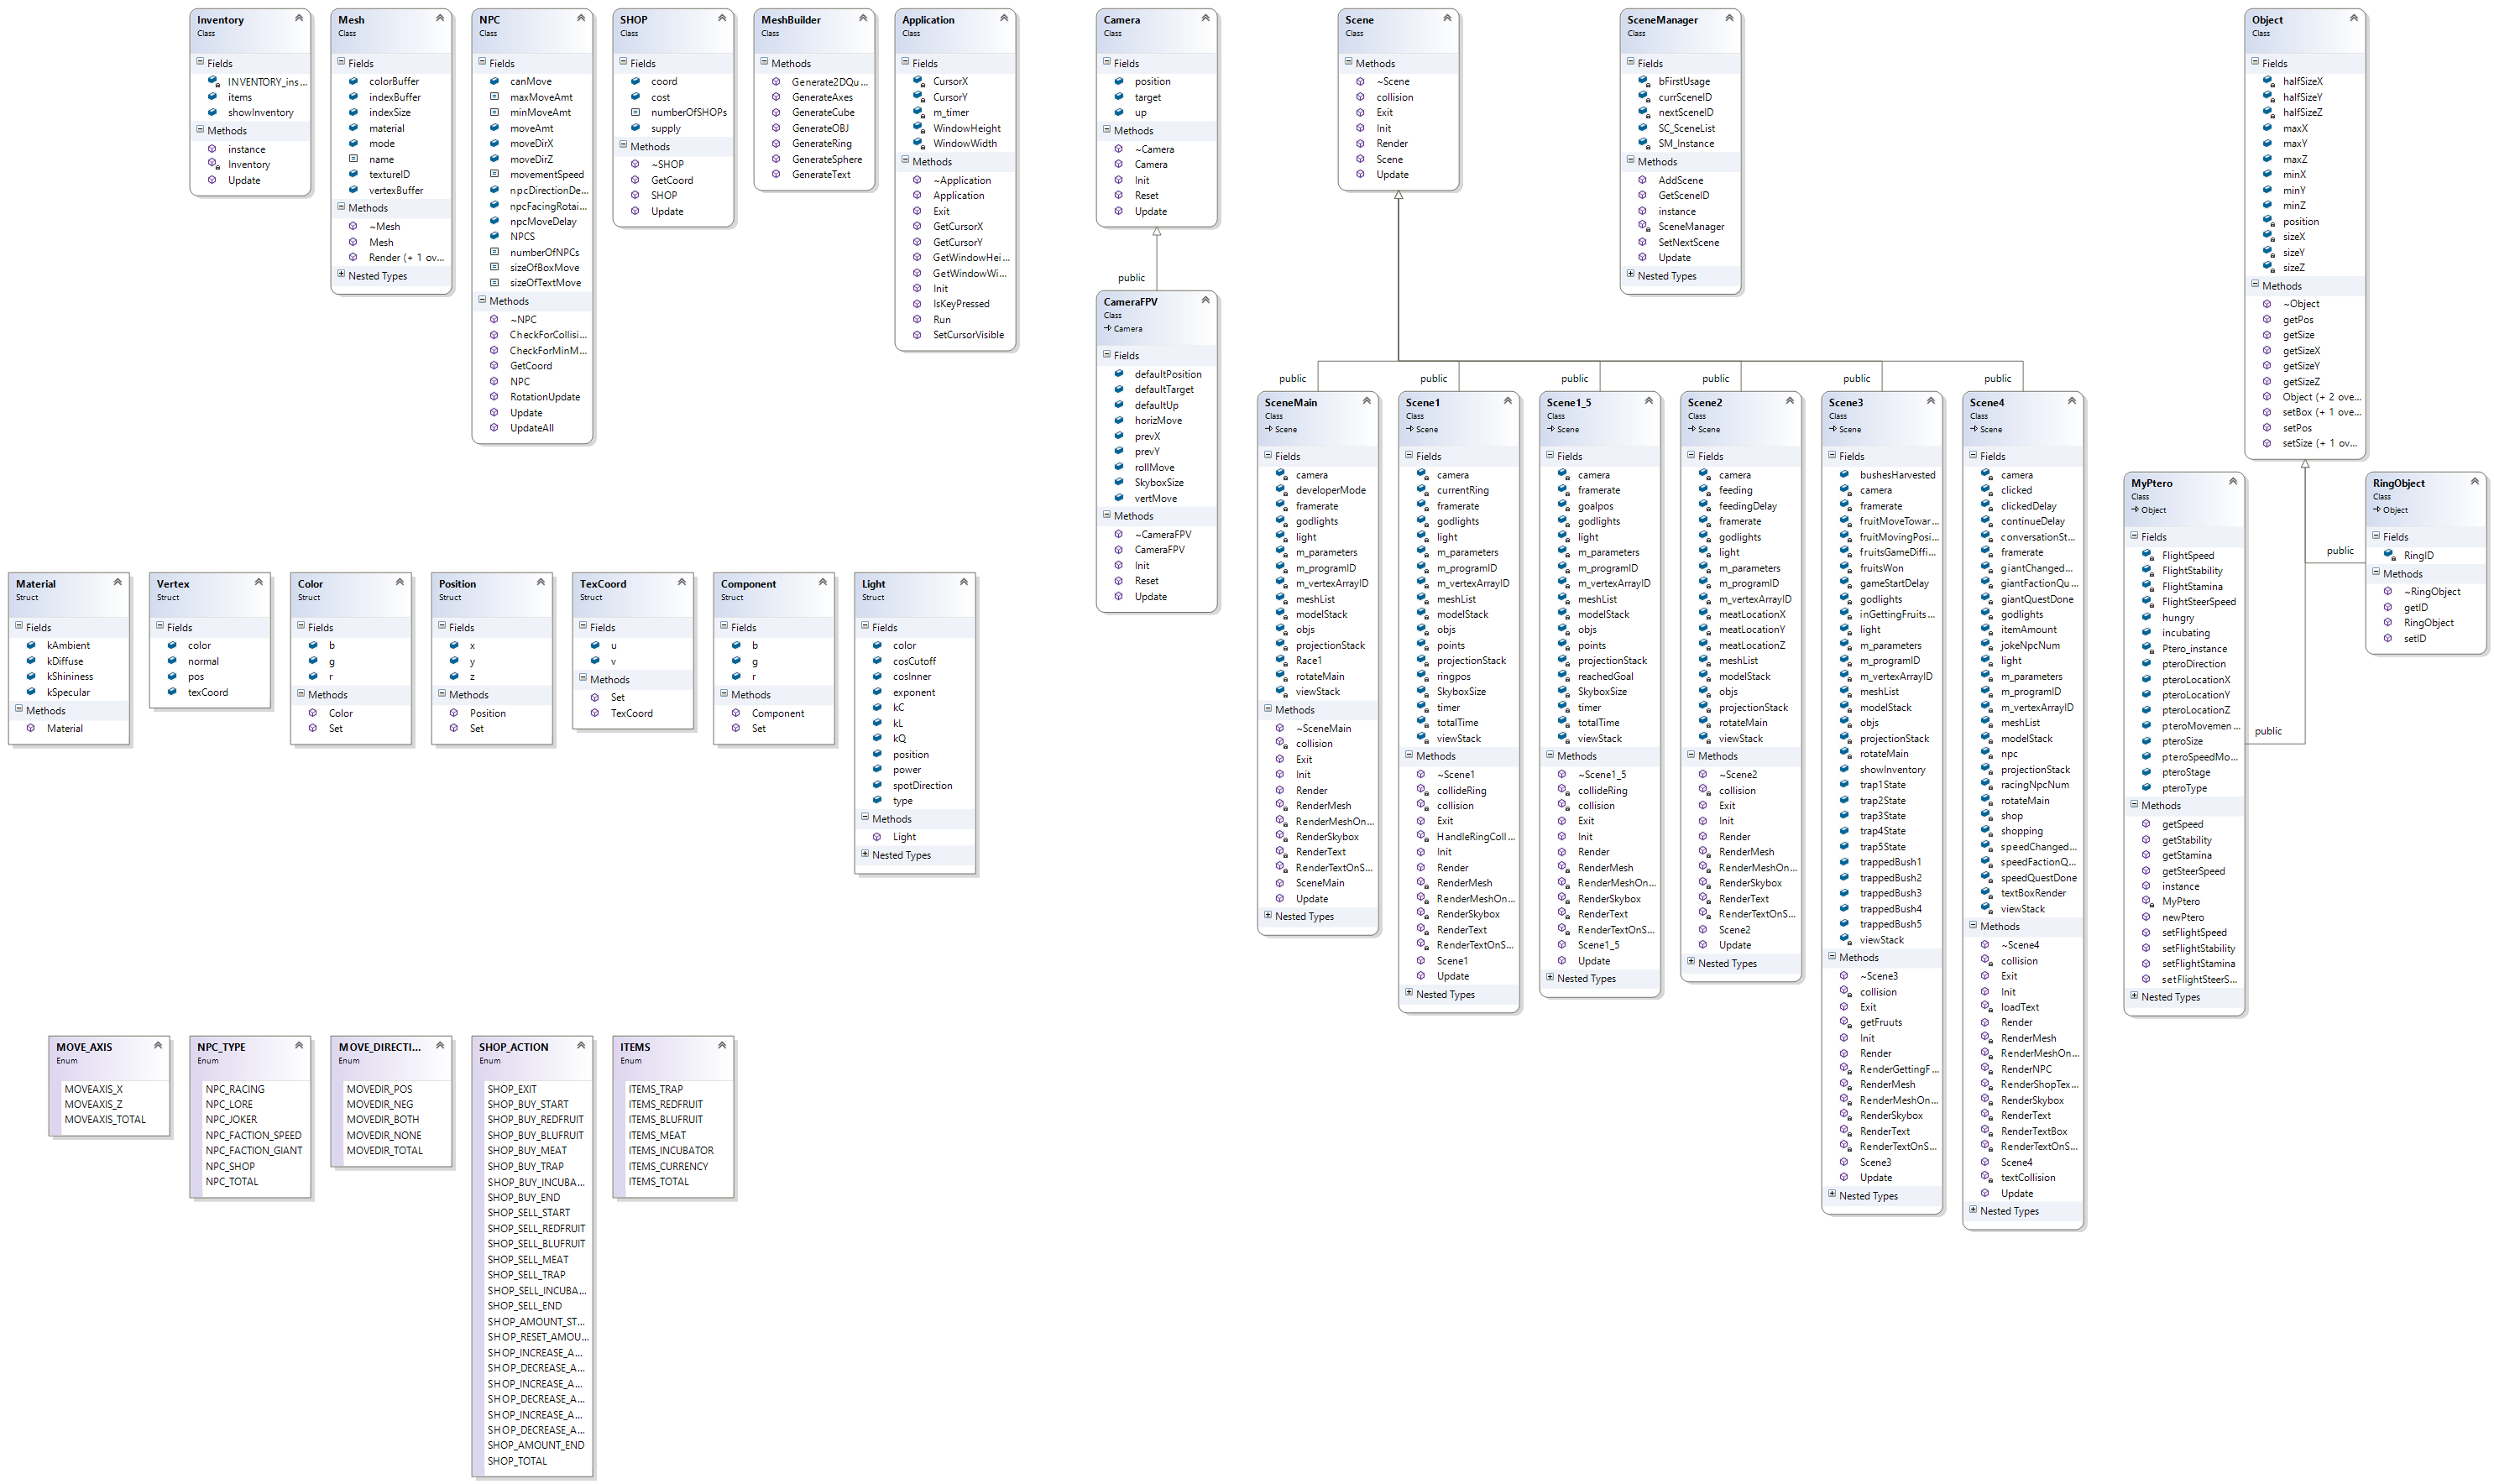 Inventory
Class
Fields
INVENTORY_ins...
items
showInventory
Methods
instance
Inventory
Update
Mesh
Class
Fields
colorBuffer
indexBuffer
indexSize
material
mode
name
textureID
vertexBuffer
Methods
~Mesh
Mesh
Render (+ 1 ov...
Nested Types
NPC
Class
Fields
canMove
maxMoveAmt
minMoveAmt
moveAmt
moveDirX
moveDirZ
movementSpeed
npcDirectionDe...
npcFacingRotai...
npcMoveDelay
NPCS
numberOfNPCs
sizeOfBoxMove
sizeOfTextMove
Methods
~NPC
CheckForCollisi...
CheckForMinM...
GetCoord
NPC
RotationUpdate
Update
UpdateAll
SHOP
Class
Fields
coord
cost
numberOfSHOPs
supply
Methods
~SHOP
GetCoord
SHOP
Update
MeshBuilder
Class
Methods
Generate2DQu...
GenerateAxes
GenerateCube
GenerateOBJ
GenerateRing
GenerateSphere
GenerateText
Application
Class
Fields
CursorX
CursorY
m_timer
WindowHeight
WindowWidth
Methods
~Application
Application
Exit
GetCursorX
GetCursorY
GetWindowHei...
GetWindowWi...
Init
IsKeyPressed
Run
SetCursorVisible
Camera
Class
Fields
position
target
up
Methods
~Camera
Camera
Init
Reset
Update
public
CameraFPV
Class
Camera
Fields
defaultPosition
defaultTarget
defaultUp
horizMove
prevX
prevY
rollMove
SkyboxSize
vertMove
Methods
~CameraFPV
CameraFPV
Init
Reset
Update
Scene
Class
Methods
~Scene
collision
Exit
Init
Render
Scene
Update
SceneManager
Class
Fields
bFirstUsage
currSceneID
nextSceneID
SC_SceneList
SM_Instance
Methods
AddScene
GetSceneID
instance
SceneManager
SetNextScene
Update
Nested Types
public
public
public
public
public
public
SceneMain
Class
Scene
Fields
camera
developerMode
framerate
godlights
light
m_parameters
m_programID
m_vertexArrayID
meshList
modelStack
objs
projectionStack
Race1
rotateMain
viewStack
Methods
~SceneMain
collision
Exit
Init
Render
RenderMesh
RenderMeshOn...
RenderSkybox
RenderText
RenderTextOnS...
SceneMain
Update
Nested Types
Scene1
Class
Scene
Fields
camera
currentRing
framerate
godlights
light
m_parameters
m_programID
m_vertexArrayID
meshList
modelStack
objs
points
projectionStack
ringpos
SkyboxSize
timer
totalTime
viewStack
Methods
~Scene1
collideRing
collision
Exit
HandleRingColl...
Init
Render
RenderMesh
RenderMeshOn...
RenderSkybox
RenderText
RenderTextOnS...
Scene1
Update
Nested Types
Scene1_5
Class
Scene
Fields
camera
framerate
goalpos
godlights
light
m_parameters
m_programID
m_vertexArrayID
meshList
modelStack
objs
points
projectionStack
reachedGoal
SkyboxSize
timer
totalTime
viewStack
Methods
~Scene1_5
collideRing
collision
Exit
Init
Render
RenderMesh
RenderMeshOn...
RenderSkybox
RenderText
RenderTextOnS...
Scene1_5
Update
Nested Types
Scene2
Class
Scene
Fields
camera
feeding
feedingDelay
framerate
godlights
light
m_parameters
m_programID
m_vertexArrayID
meatLocationX
meatLocationY
meatLocationZ
meshList
modelStack
objs
projectionStack
rotateMain
viewStack
Methods
~Scene2
collision
Exit
Init
Render
RenderMesh
RenderMeshOn...
RenderSkybox
RenderText
RenderTextOnS...
Scene2
Update
Nested Types
Scene3
Class
Scene
Fields
bushesHarvested
camera
framerate
fruitMoveTowar...
fruitMovingPosi...
fruitsGameDiffi...
fruitsWon
gameStartDelay
godlights
inGettingFruits
light
m_parameters
m_programID
m_vertexArrayID
meshList
modelStack
objs
projectionStack
rotateMain
showInventory
trap1State
trap2State
trap3State
trap4State
trap5State
trappedBush1
trappedBush2
trappedBush3
trappedBush4
trappedBush5
viewStack
Methods
~Scene3
collision
Exit
getFruuts
Init
Render
RenderGettingF...
RenderMesh
RenderMeshOn...
RenderSkybox
RenderText
RenderTextOnS...
Scene3
Update
Nested Types
Scene4
Class
Scene
Fields
camera
clicked
clickedDelay
continueDelay
conversationSt...
framerate
giantChanged...
giantFactionQu...
giantQuestDone
godlights
itemAmount
jokeNpcNum
light
m_parameters
m_programID
m_vertexArrayID
meshList
modelStack
npc
projectionStack
racingNpcNum
rotateMain
shop
shopping
speedChanged...
speedFactionQ...
speedQuestDone
textBoxRender
viewStack
Methods
~Scene4
collision
Exit
Init
loadText
Render
RenderMesh
RenderMeshOn...
RenderNPC
RenderShopTex...
RenderSkybox
RenderText
RenderTextBox
RenderTextOnS...
Scene4
textCollision
Update
Nested Types
Object
Class
Fields
halfSizeX
halfSizeY
halfSizeZ
maxX
maxY
maxZ
minX
minY
minZ
position
sizeX
sizeY
sizeZ
Methods
~Object
getPos
getSize
getSizeX
getSizeY
getSizeZ
Object (+ 2 ove...
setBox (+ 1 ove...
setPos
setSize (+ 1 ov...
MyPtero
Class
Object
Fields
FlightSpeed
FlightStability
FlightStamina
FlightSteerSpeed
hungry
incubating
Ptero_instance
pteroDirection
pteroLocationX
pteroLocationY
pteroLocationZ
pteroMovemen...
pteroSize
pteroSpeedMo...
pteroStage
pteroType
Methods
getSpeed
getStability
getStamina
getSteerSpeed
instance
MyPtero
newPtero
setFlightSpeed
setFlightStability
setFlightStamina
setFlightSteerS...
Nested Types
public
public
RingObject
Class
Object
Fields
RingID
Methods
~RingObject
getID
RingObject
setID
Material
Struct
Fields
kAmbient
kDiffuse
kShininess
kSpecular
Methods
Material
Vertex
Struct
Fields
color
normal
pos
texCoord
Color
Struct
Fields
b
g
r
Methods
Color
Set
Position
Struct
Fields
x
y
z
Methods
Position
Set
TexCoord
Struct
Fields
u
v
Methods
Set
TexCoord
Component
Struct
Fields
b
g
r
Methods
Component
Set
Light
Struct
Fields
color
cosCutoff
cosInner
exponent
kC
kL
kQ
position
power
spotDirection
type
Methods
Light
Nested Types
MOVE_AXIS
Enum
MOVEAXIS_X
MOVEAXIS_Z
MOVEAXIS_TOTAL
NPC_TYPE
Enum
NPC_RACING
NPC_LORE
NPC_JOKER
NPC_FACTION_SPEED
NPC_FACTION_GIANT
NPC_SHOP
NPC_TOTAL
MOVE_DIRECTI...
Enum
MOVEDIR_POS
MOVEDIR_NEG
MOVEDIR_BOTH
MOVEDIR_NONE
MOVEDIR_TOTAL
SHOP_ACTION
Enum
SHOP_EXIT
SHOP_BUY_START
SHOP_BUY_REDFRUIT
SHOP_BUY_BLUFRUIT
SHOP_BUY_MEAT
SHOP_BUY_TRAP
SHOP_BUY_INCUBA...
SHOP_BUY_END
SHOP_SELL_START
SHOP_SELL_REDFRUIT
SHOP_SELL_BLUFRUIT
SHOP_SELL_MEAT
SHOP_SELL_TRAP
SHOP_SELL_INCUBA...
SHOP_SELL_END
SHOP_AMOUNT_ST...
SHOP_RESET_AMOU...
SHOP_INCREASE_A...
SHOP_DECREASE_A...
SHOP_INCREASE_A...
SHOP_DECREASE_A...
SHOP_INCREASE_A...
SHOP_DECREASE_A...
SHOP_AMOUNT_END
SHOP_TOTAL
ITEMS
Enum
ITEMS_TRAP
ITEMS_REDFRUIT
ITEMS_BLUFRUIT
ITEMS_MEAT
ITEMS_INCUBATOR
ITEMS_CURRENCY
ITEMS_TOTAL